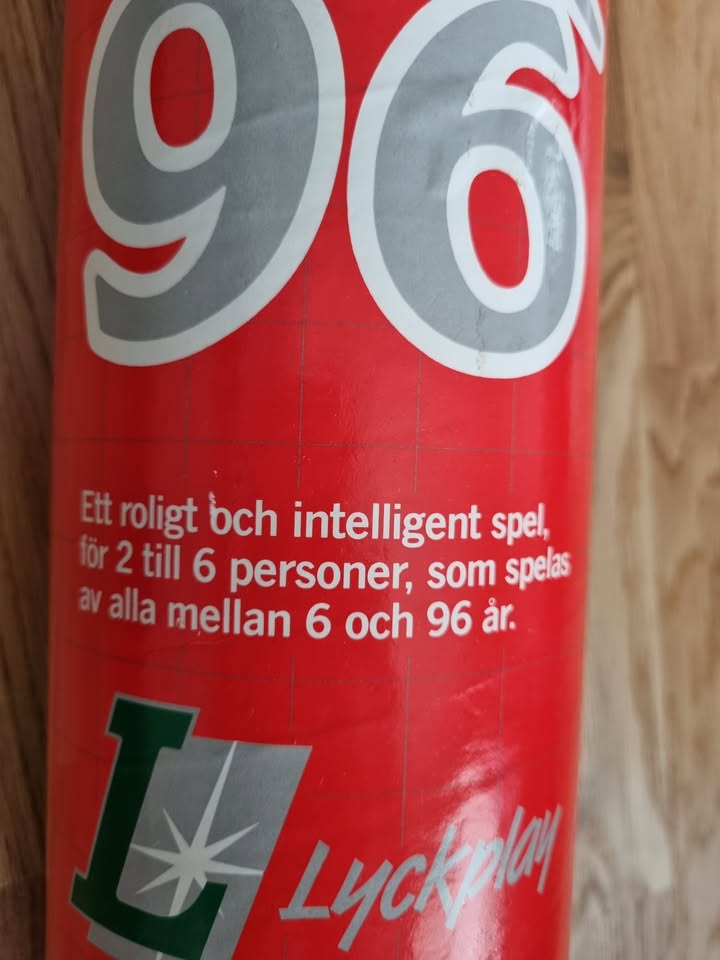 96
Ett roligt och intelligent spel,
för 2 till 6 personer, som spelas
av alla mellan 6 och 96 år.
L
Lyckplay